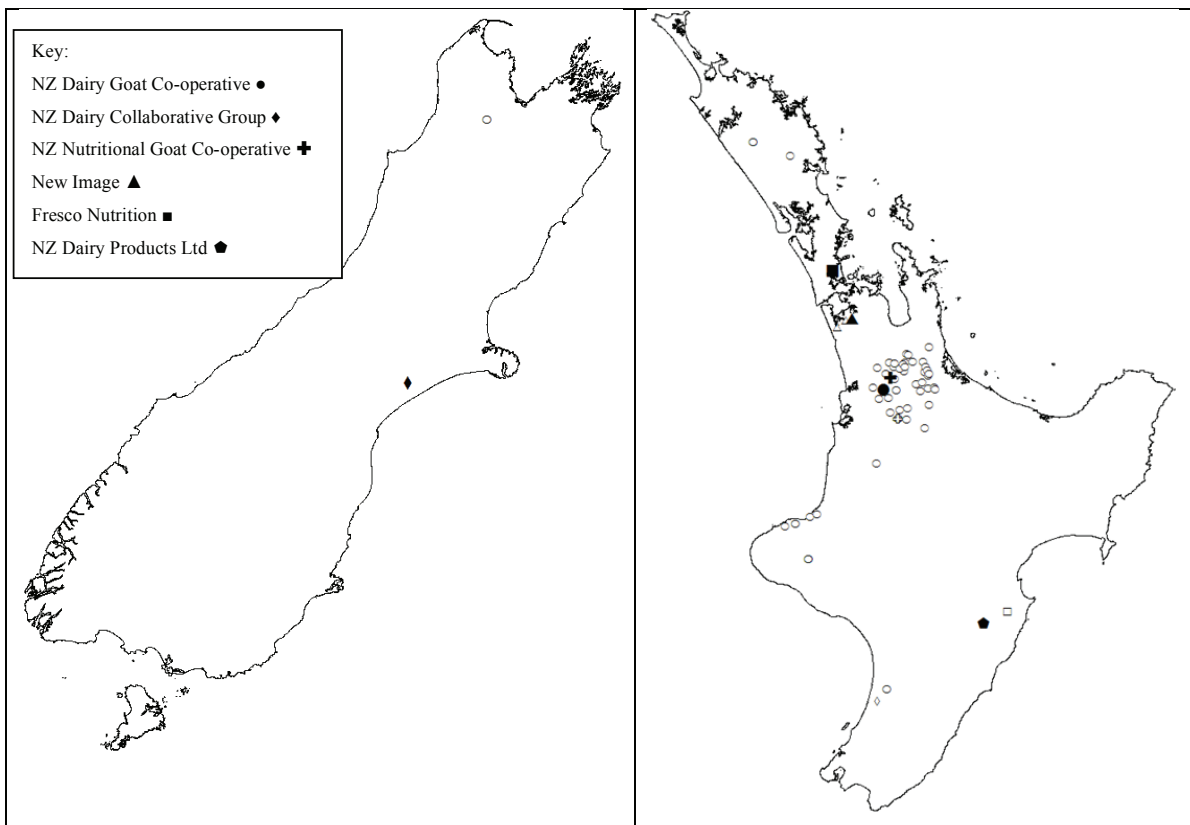 Key:
NZ Dairy Goat Co-operative ●
NZ Dairy Collaborative Group ♦
NZ Nutritional Goat Co-operative ✚
New Image ▲
Fresco Nutrition ■
NZ Dairy Products Ltd ⬟